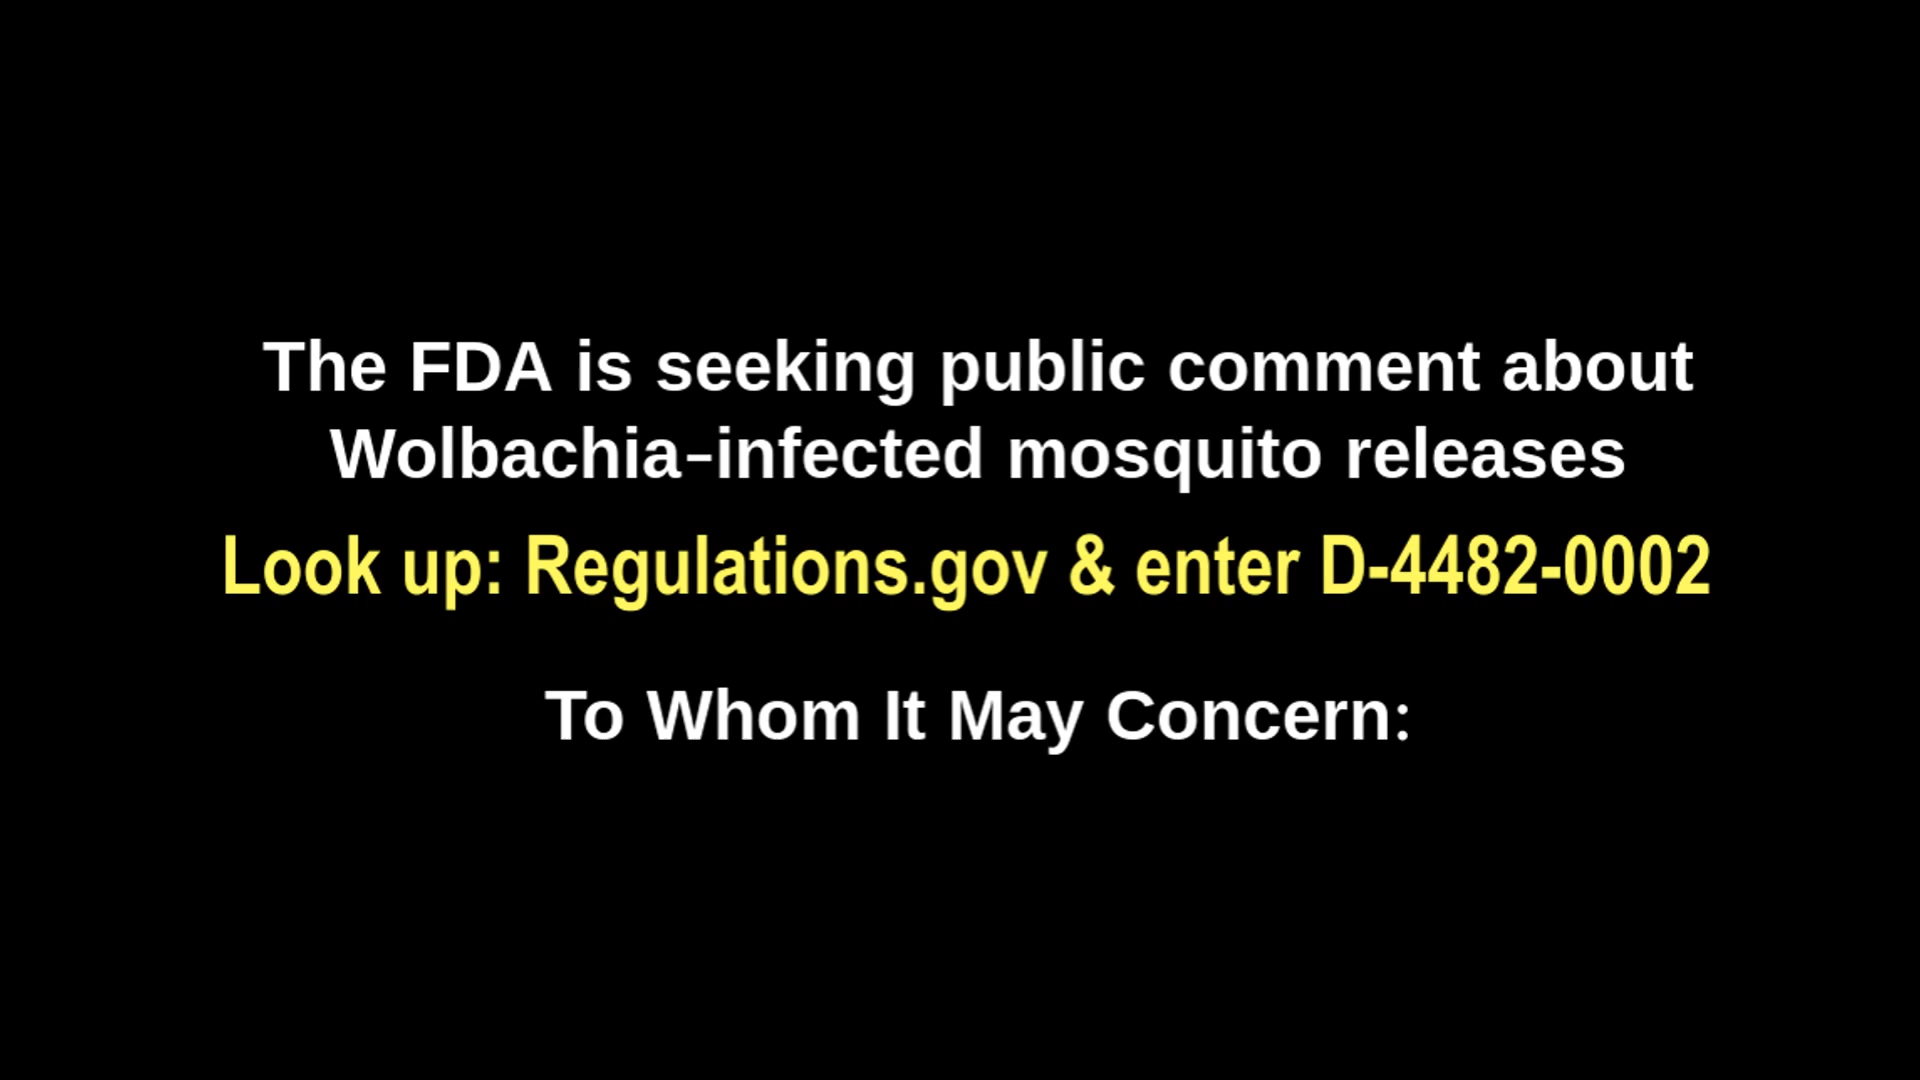 The FDA is seeking public comment about
Wolbachia-infected mosquito releases
Look up: Regulations.gov & enter D-4482-0002
To Whom It May Concern: